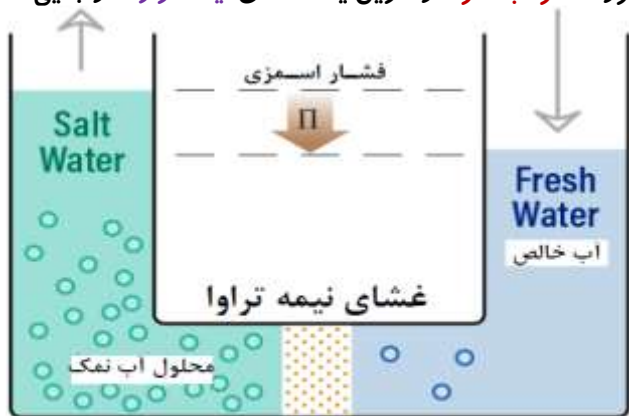 فشار اسمزی
Π
Salt
Water
Fresh
Water
آب خالص
غشای نیمه تراوا
محلول آب نمک